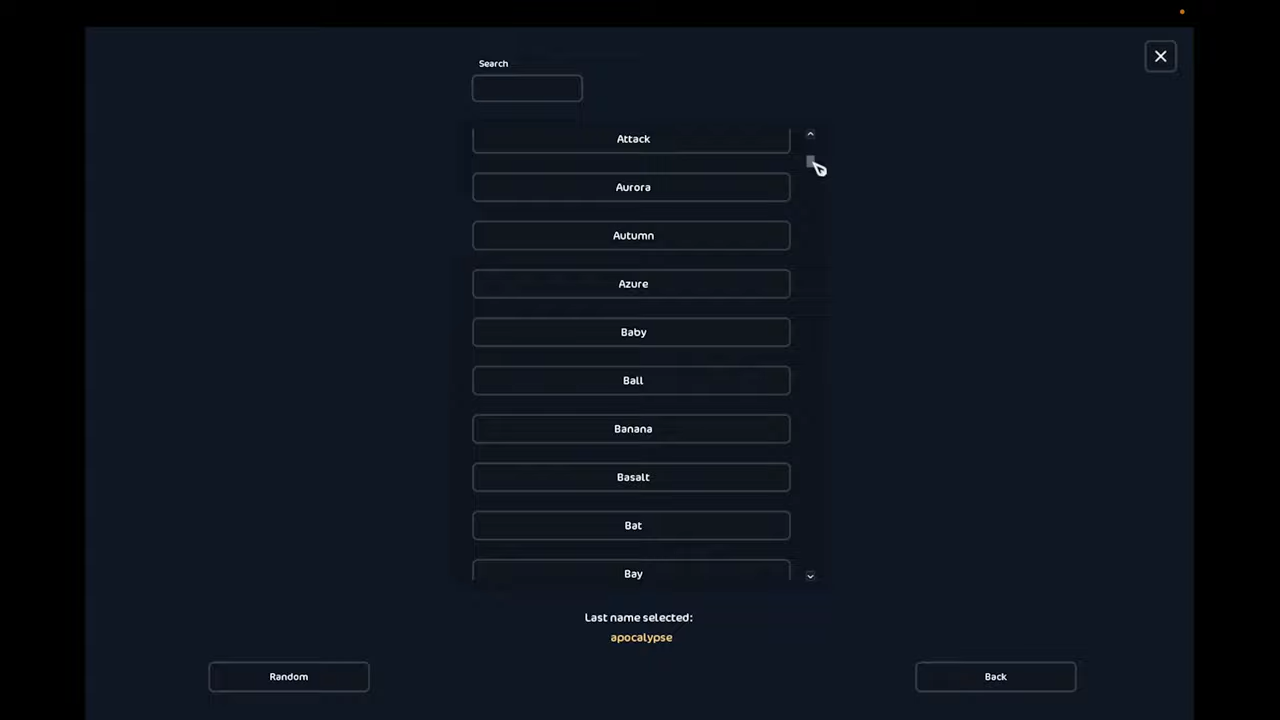 Search
Attack
Aurora
Autumn
Azure
Baby
Ball
Banana
Basalt
Bat
Bay
Last name selected:
apocalypse
Random
Back